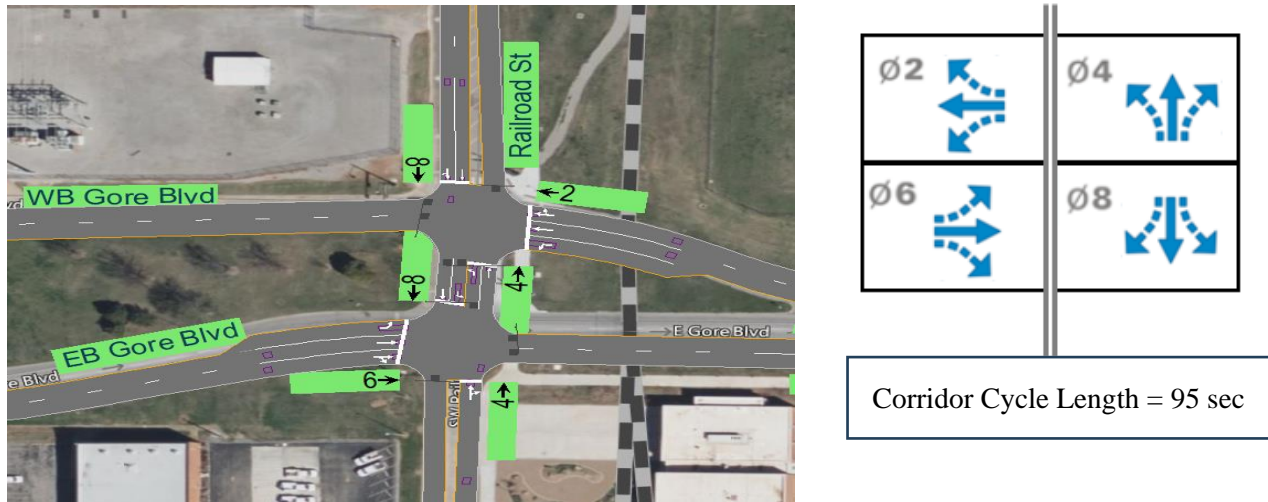 Railroad St
8
2
WB Gore Blvd
8
4
E Gore Blvd
EB Gore Blvd
e Blvd
6
4
Ø2
Ø4
Ø6
Ø8
Corridor Cycle Length = 95 sec